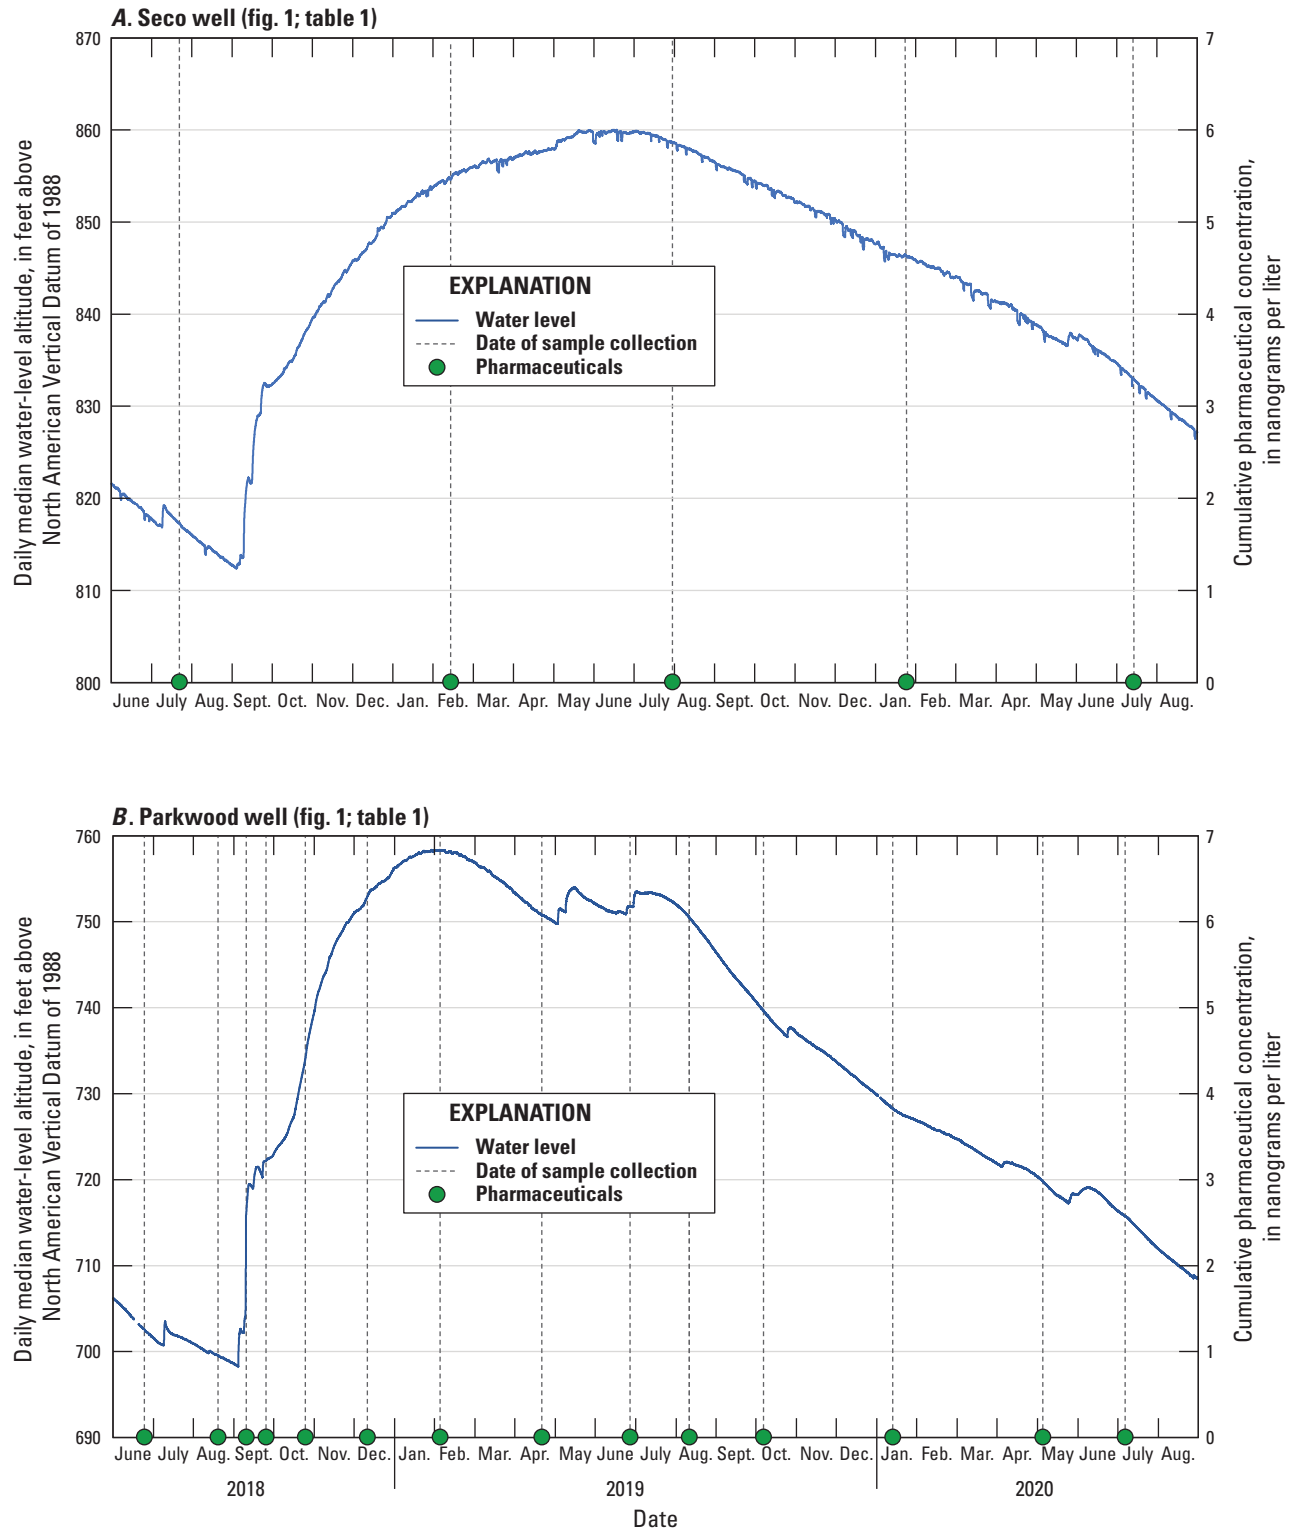 A. Seco well (fig. 1; table 1)
870
860
850
840
830
820
810
800
Daily median water-level altitude, in feet above
North American Vertical Datum of 1988
7
6
5
4
3
2
1
0
Cumulative pharmaceutical concentration,
in nanograms per liter
EXPLANATION
Water level
Date of sample collection
Pharmaceuticals
June July Aug. Sept. Oct. Nov. Dec. Jan. Feb. Mar. Apr. May June July Aug. Sept. Oct. Nov. Dec. Jan. Feb. Mar. Apr. May June July Aug.
B. Parkwood well (fig. 1; table 1)
760
750
740
730
720
710
700
690
Daily median water-level altitude, in feet above
North American Vertical Datum of 1988
7
6
5
4
3
2
1
0
Cumulative pharmaceutical concentration,
in nanograms per liter
EXPLANATION
Water level
Date of sample collection
Pharmaceuticals
June July Aug. Sept. Oct. Nov. Dec. Jan. Feb. Mar. Apr. May June July Aug. Sept. Oct. Nov. Dec. Jan. Feb. Mar. Apr. May June July Aug.
2018 2019 2020
Date